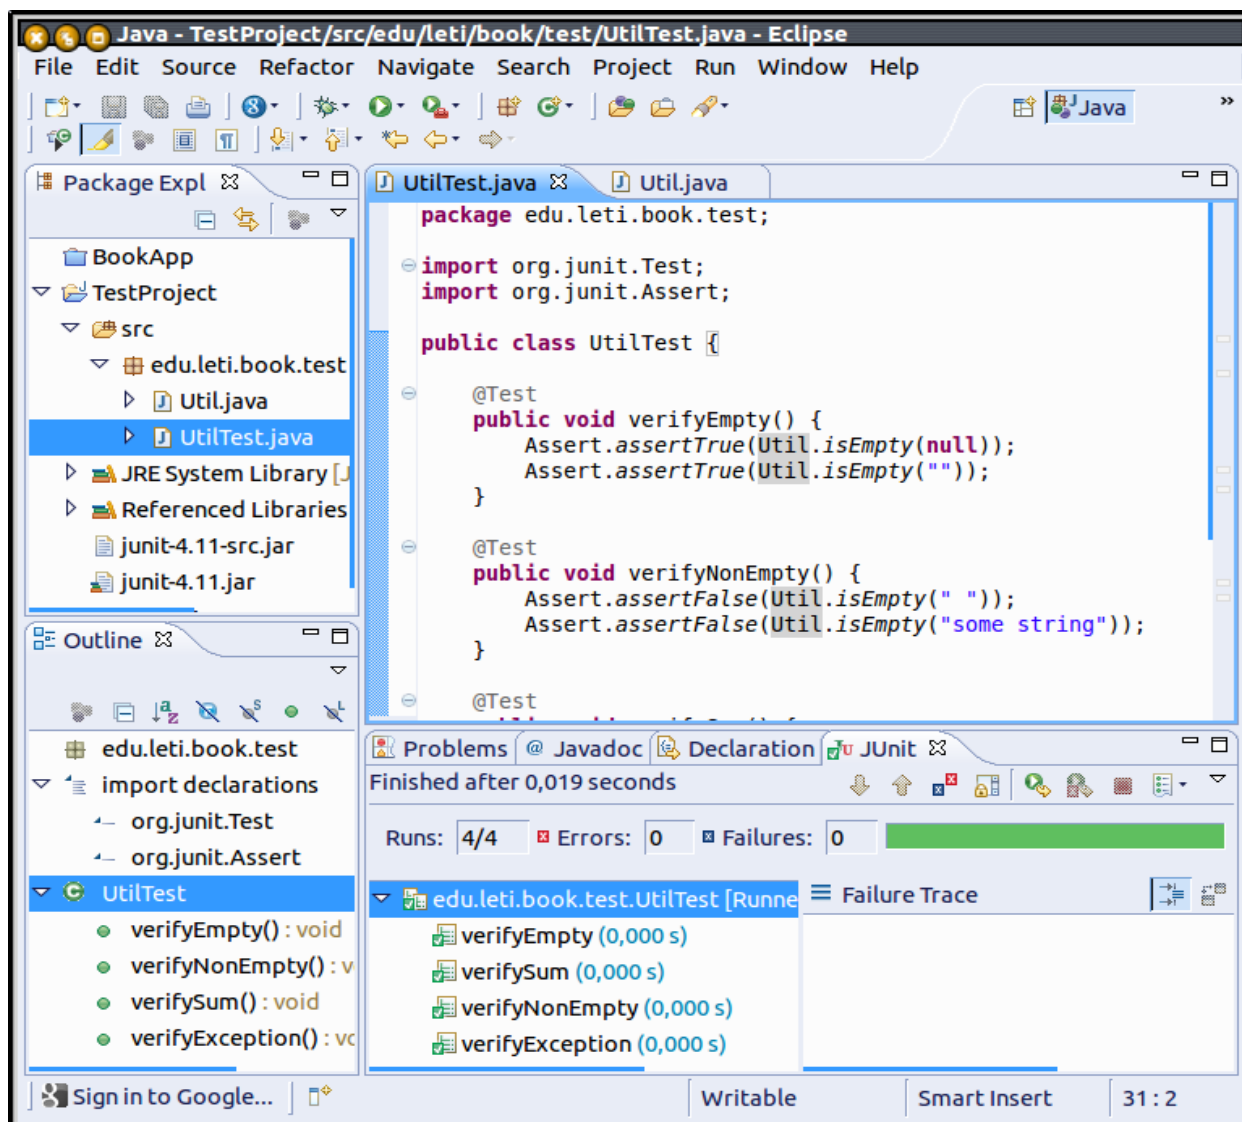 Java - TestProject/src/edu/leti/book/test/UtilTest.java - Eclipse
File Edit Source Refactor Navigate Search Project Run Window Help
Java »
Package Expl
BookApp
TestProject
src
edu.leti.book.test
Util.java
UtilTest.java
JRE System Library [J
Referenced Libraries
junit-4.11-src.jar
junit-4.11.jar
UtilTest.java Util.java
package edu.leti.book.test;
import org.junit.Test;
import org.junit.Assert;
public class UtilTest {
@Test
public void verifyEmpty() {
Assert.assertTrue(Util.isEmpty(null));
Assert.assertTrue(Util.isEmpty(""));
}
@Test
public void verifyNonEmpty() {
Assert.assertFalse(Util.isEmpty(" "));
Assert.assertFalse(Util.isEmpty("some string"));
}
@Test
Outline
edu.leti.book.test
import declarations
org.junit.Test
org.junit.Assert
UtilTest
verifyEmpty() : void
verifyNonEmpty() : v
verifySum() : void
verifyException() : vo
Problems @ Javadoc Declaration JUnit
Finished after 0,019 seconds
Runs: 4/4 Errors: 0 Failures: 0
edu.leti.book.test.UtilTest [Runne
verifyEmpty (0,000 s)
verifySum (0,000 s)
verifyNonEmpty (0,000 s)
verifyException (0,000 s)
Failure Trace
Sign in to Google... Writable Smart Insert 31 : 2